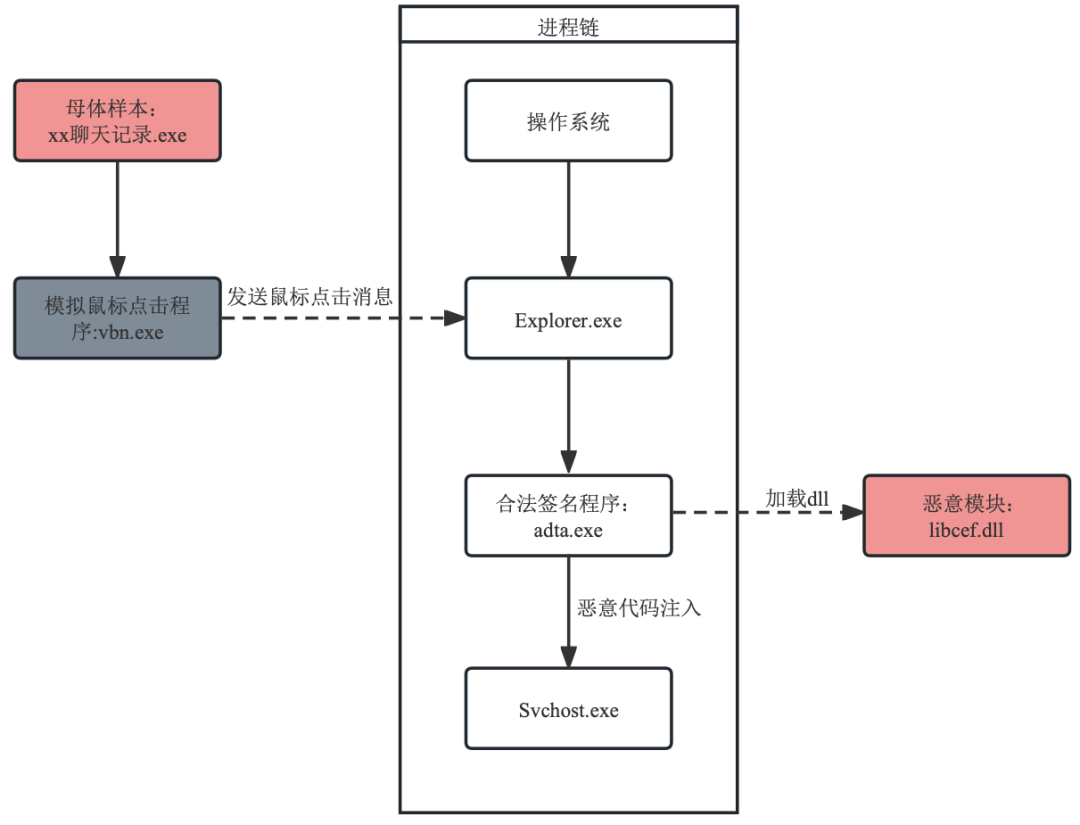 进程链
母体样本：
xx聊天记录.exe
操作系统
模拟鼠标点击程
序:vbn.exe
发送鼠标点击消息
Explorer.exe
合法签名程序：
adta.exe
加载dll
恶意模块：
libcef.dll
恶意代码注入
Svchost.exe